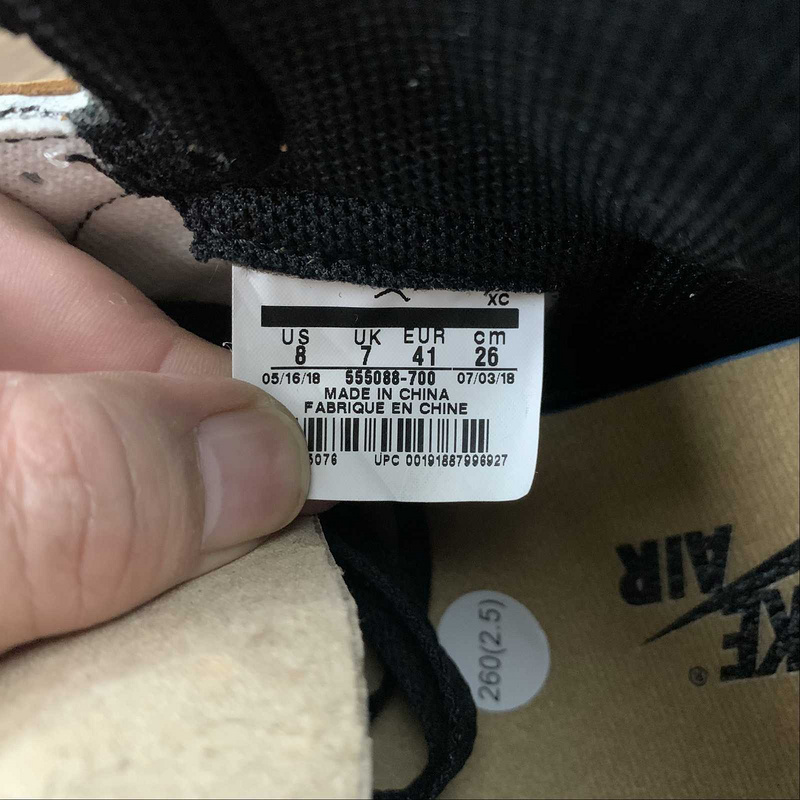 XC
US UK EUR cm
8 7 41 26
05/16/18 555088-700 07/03/18
MADE IN CHINA
FABRIQUE EN CHINE
5076 UPC 00191887996927
260(2.5)
AIR
®